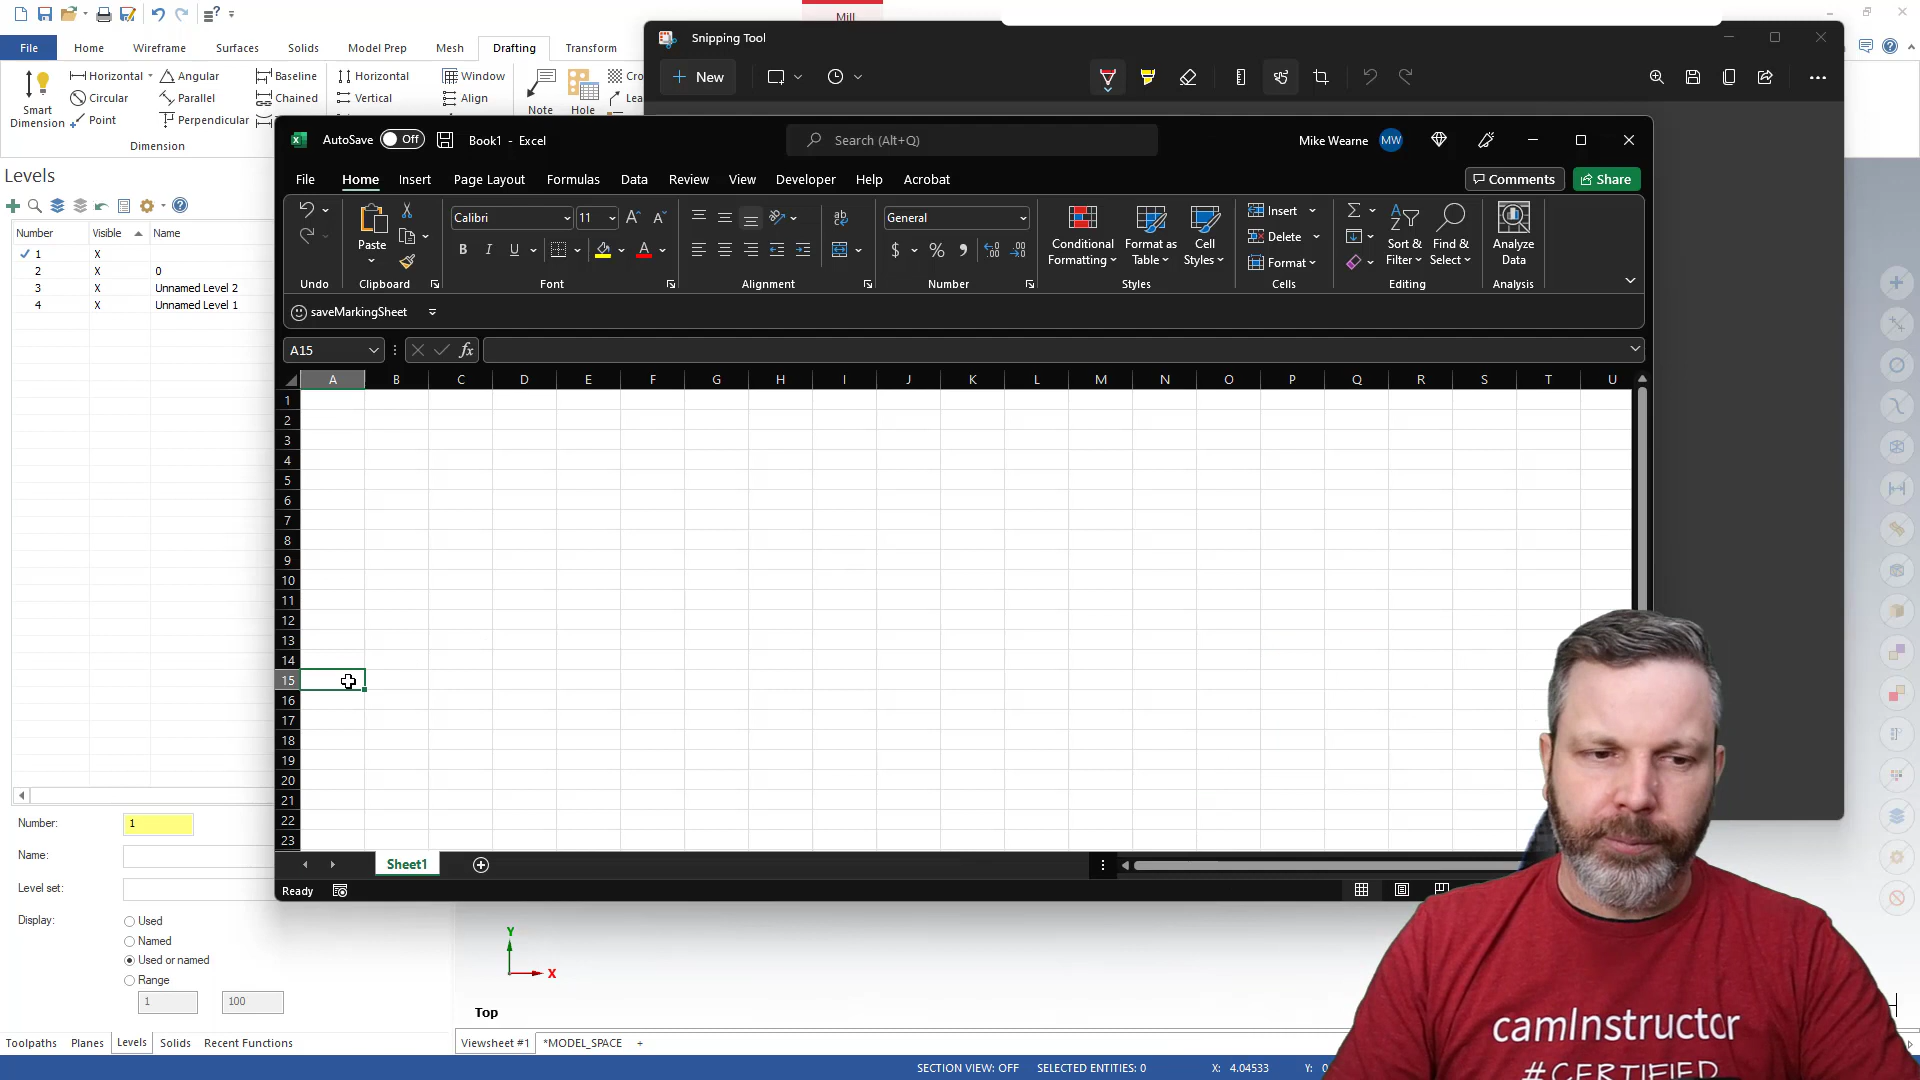 Mill
File Home Wireframe Surfaces Solids Model Prep Mesh Drafting Transform
Smart Dimension
Horizontal Angular Baseline Horizontal Window
Circular Parallel Chained Vertical Align
Point Perpendicular
Note Hole
Dimension
Snipping Tool
New
Levels
Number Visible Name
1 X
2 X 0
3 X Unnamed Level 2
4 X Unnamed Level 1
Number: 1
Name:
Level set:
Display: Used
Named
Used or named
Range
1 100
Toolpaths Planes Levels Solids Recent Functions
AutoSave Off Book1 - Excel Search (Alt+Q) Mike Wearne MW
File Home Insert Page Layout Formulas Data Review View Developer Help Acrobat Comments Share
Paste
Calibri 11
General
Conditional Formatting Format as Table Cell Styles
Insert
Delete
Format
Sort & Filter Find & Select Analyze Data
Undo Clipboard Font Alignment Number Styles Cells Editing Analysis
saveMarkingSheet
A15 fx
A B C D E F G H I J K L M N O P Q R S T U
1
2
3
4
5
6
7
8
9
10
11
12
13
14
15
16
17
18
19
20
21
22
23
Sheet1
Ready
Y
X
Top
Viewsheet #1 *MODEL_SPACE +
SECTION VIEW: OFF SELECTED ENTITIES: 0 X: 4.04533 Y:
camInstructor
#CERTIFIED